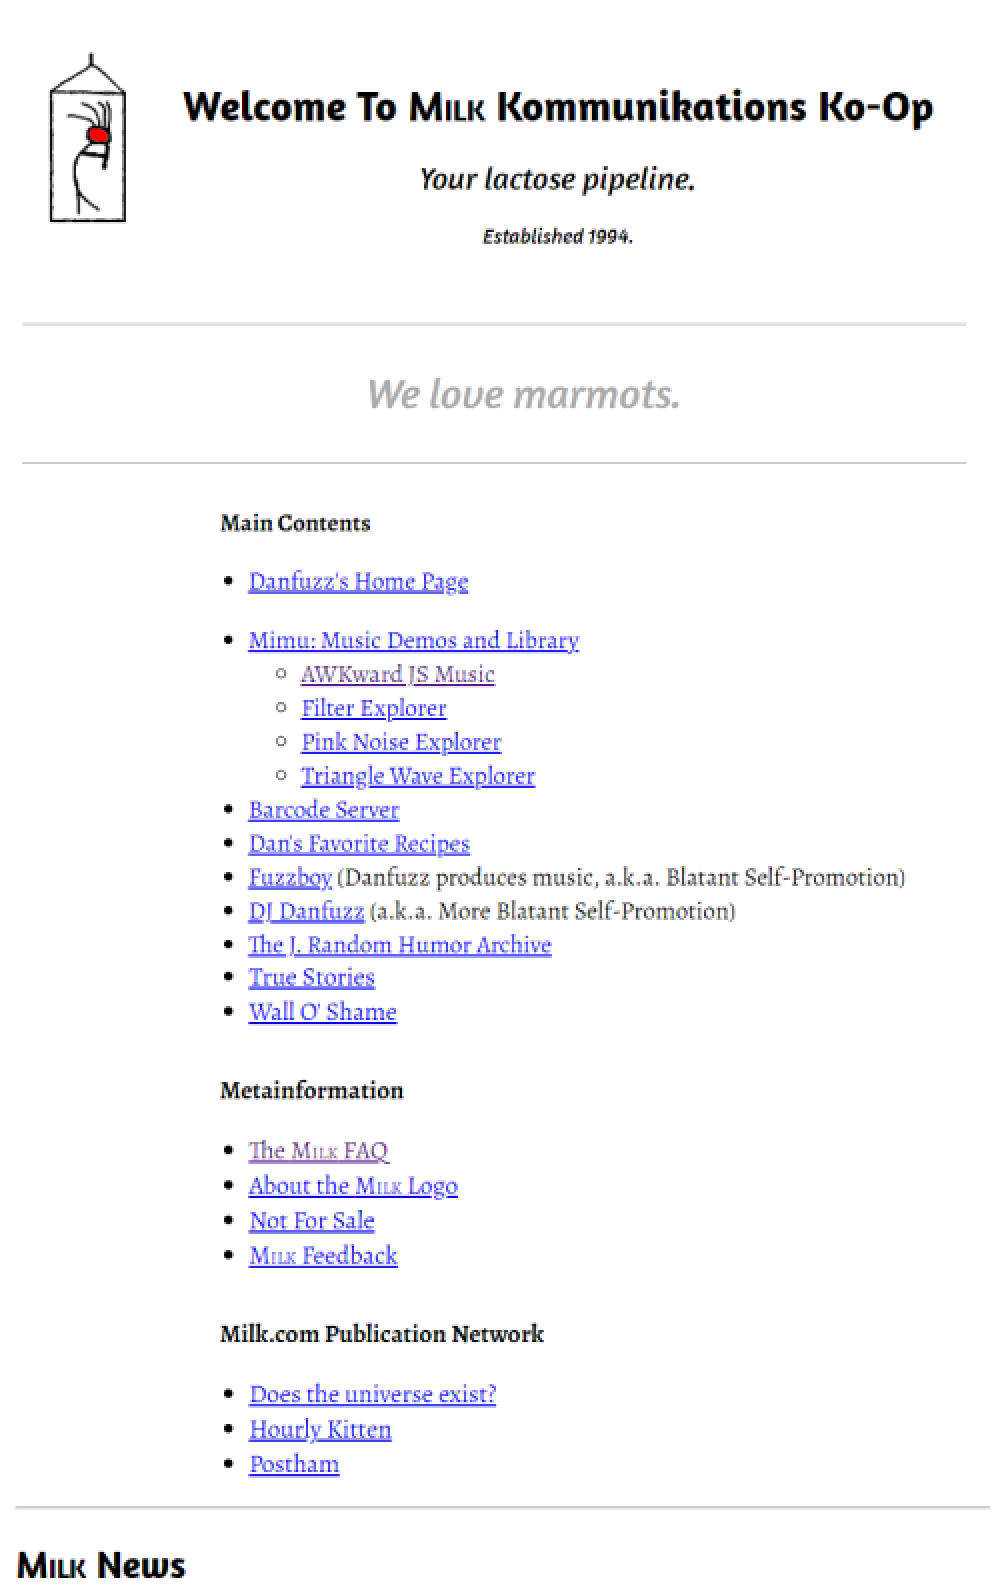 Welcome To Milk Kommunikations Ko-Op
Your lactose pipeline.
Established 1994.
We love marmots.
Main Contents
Danfuzz's Home Page
Mimu: Music Demos and Library
AWKward JS Music
Filter Explorer
Pink Noise Explorer
Triangle Wave Explorer
Barcode Server
Dan's Favorite Recipes
Fuzzboy (Danfuzz produces music, a.k.a. Blatant Self-Promotion)
DJ Danfuzz (a.k.a. More Blatant Self-Promotion)
The J. Random Humor Archive
True Stories
Wall O' Shame
Metainformation
The Milk FAQ
About the Milk Logo
Not For Sale
Milk Feedback
Milk.com Publication Network
Does the universe exist?
Hourly Kitten
Postham
Milk News